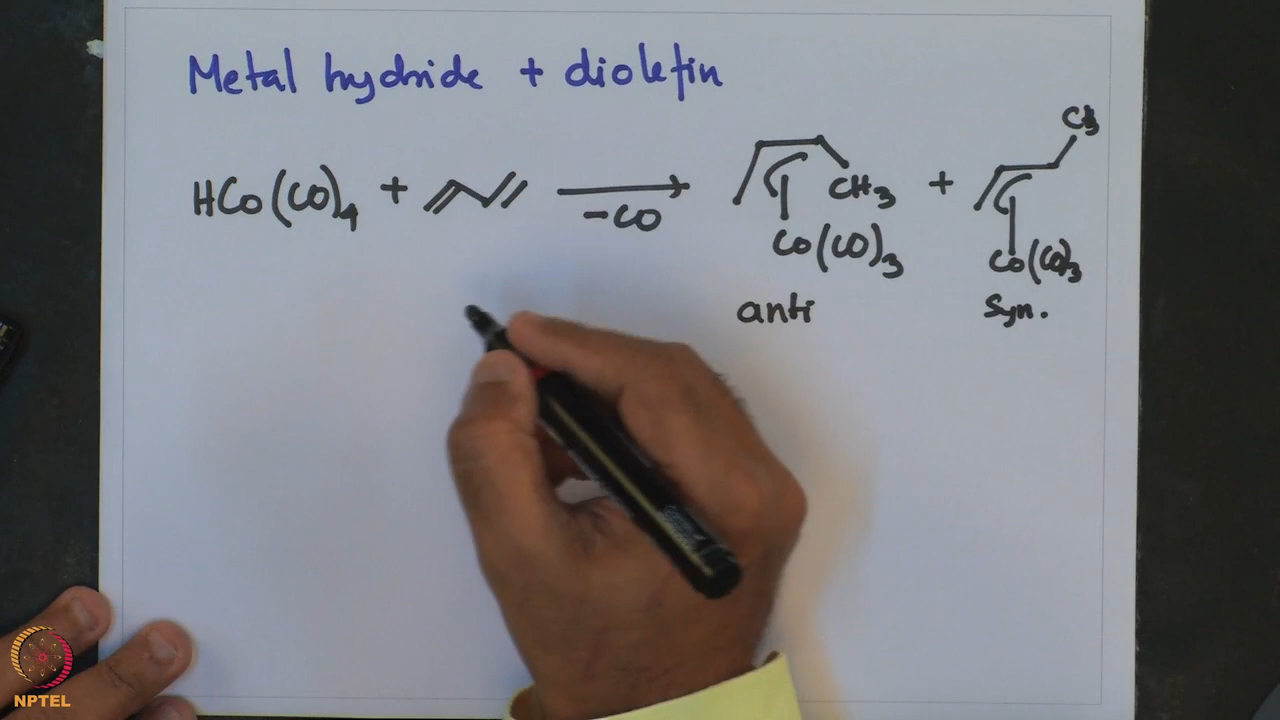 Metal hydride + diolefin
HCo(CO)4 + → CH3 + CH3
-CO
Co(CO)3 Co(CO)3
anti Syn.
NPTEL